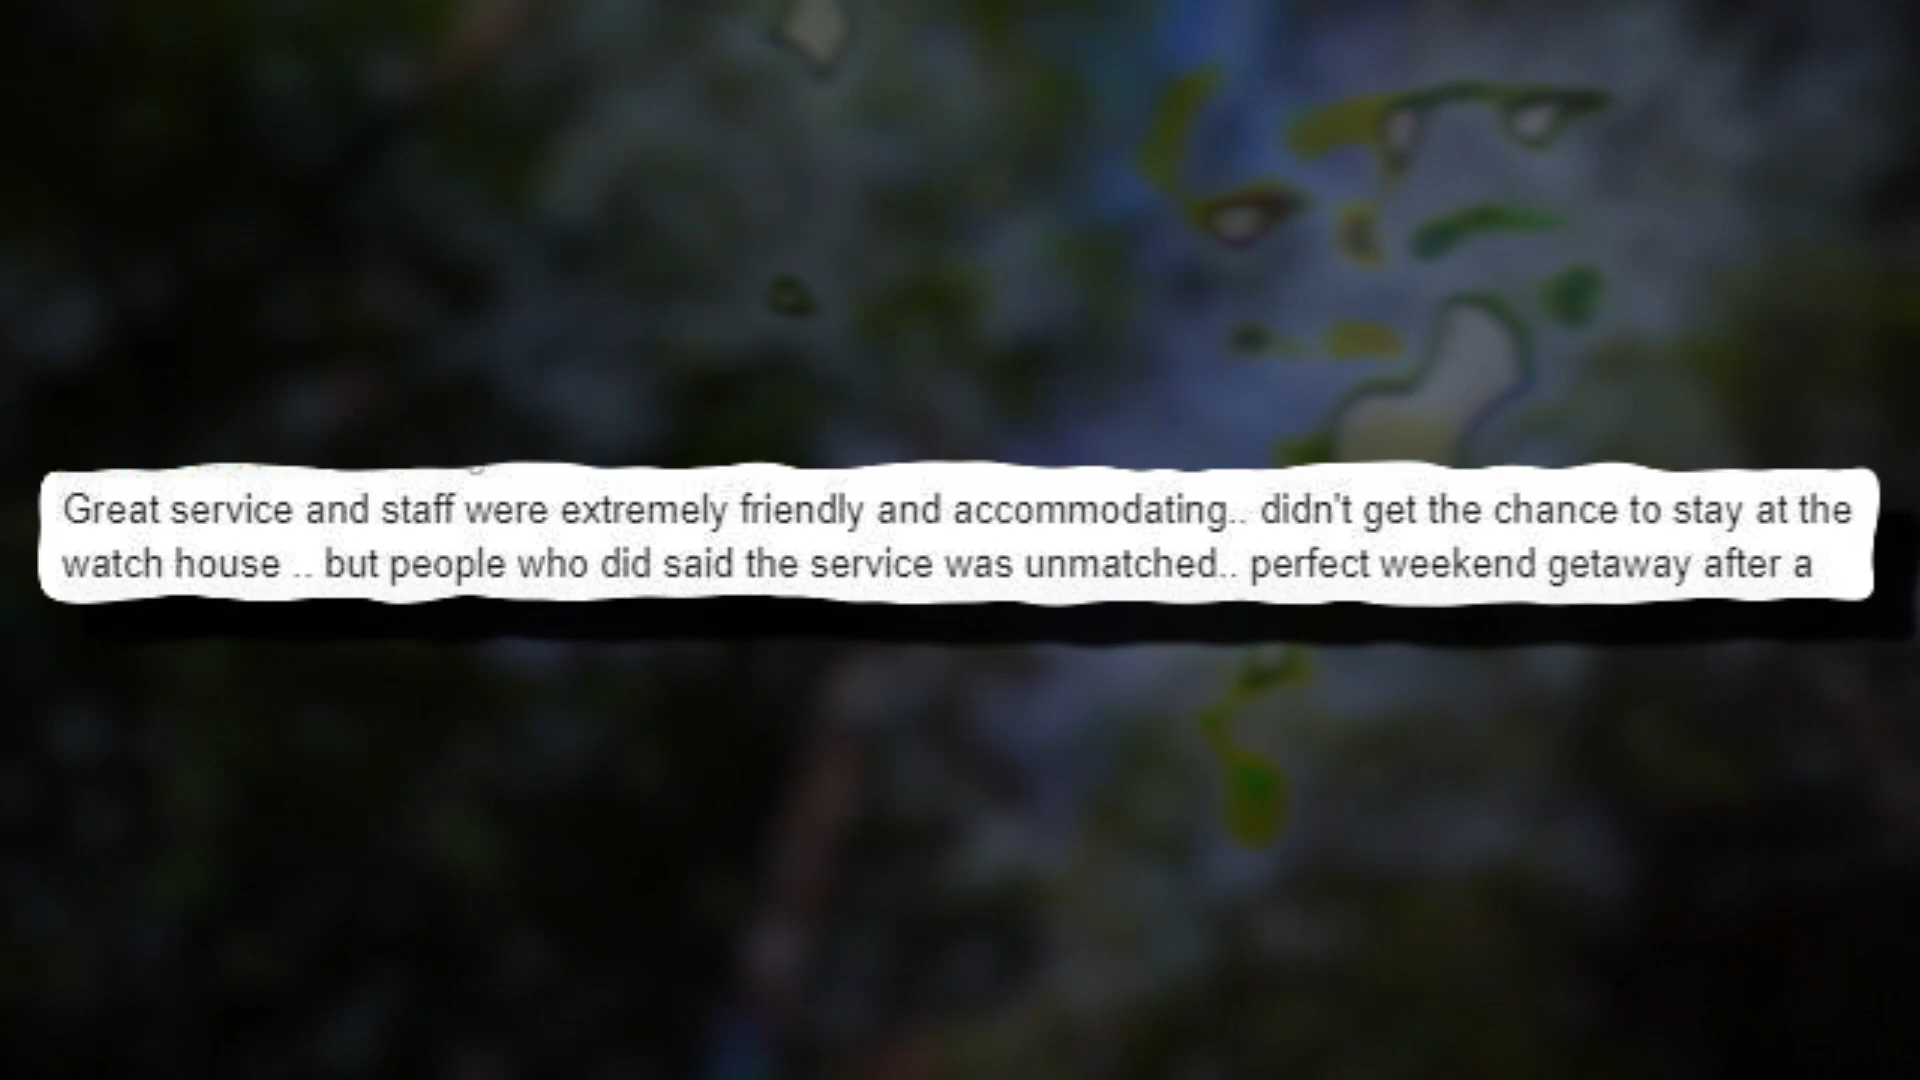 Great service and staff were extremely friendly and accommodating.. didn't get the chance to stay at the
watch house .. but people who did said the service was unmatched.. perfect weekend getaway after a